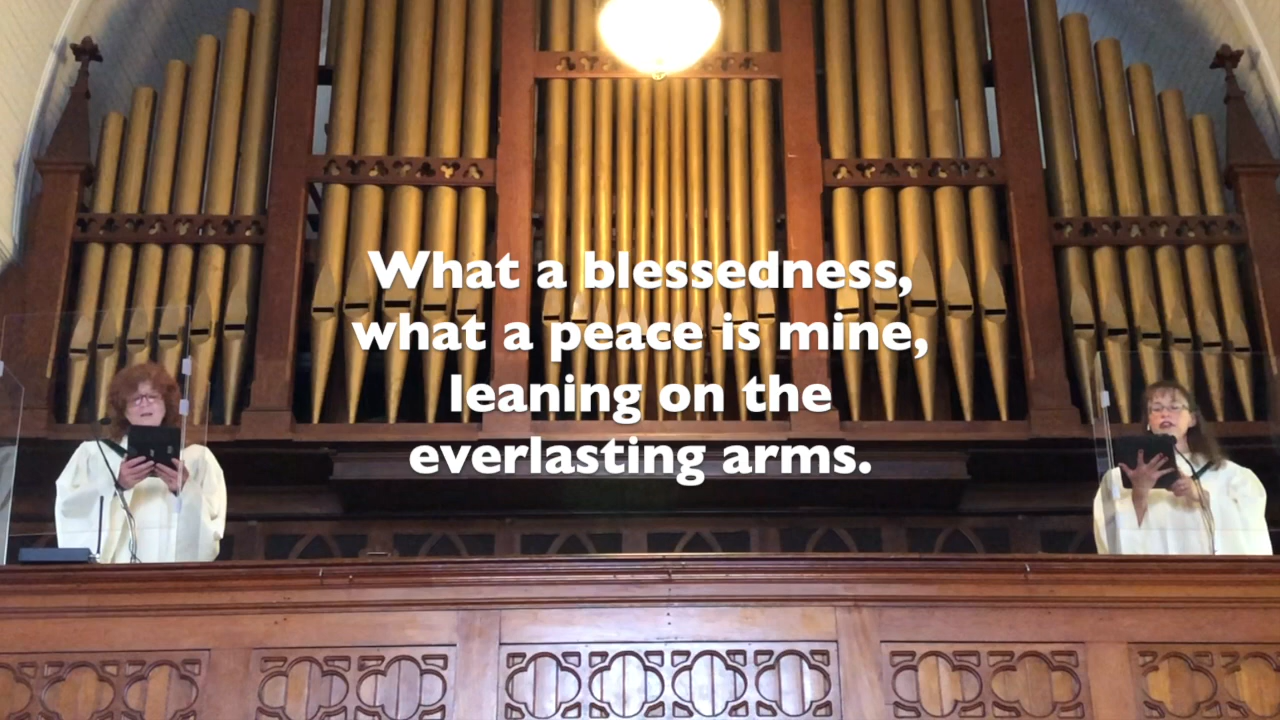 What a blessedness,
what a peace is mine,
leaning on the
everlasting arms.